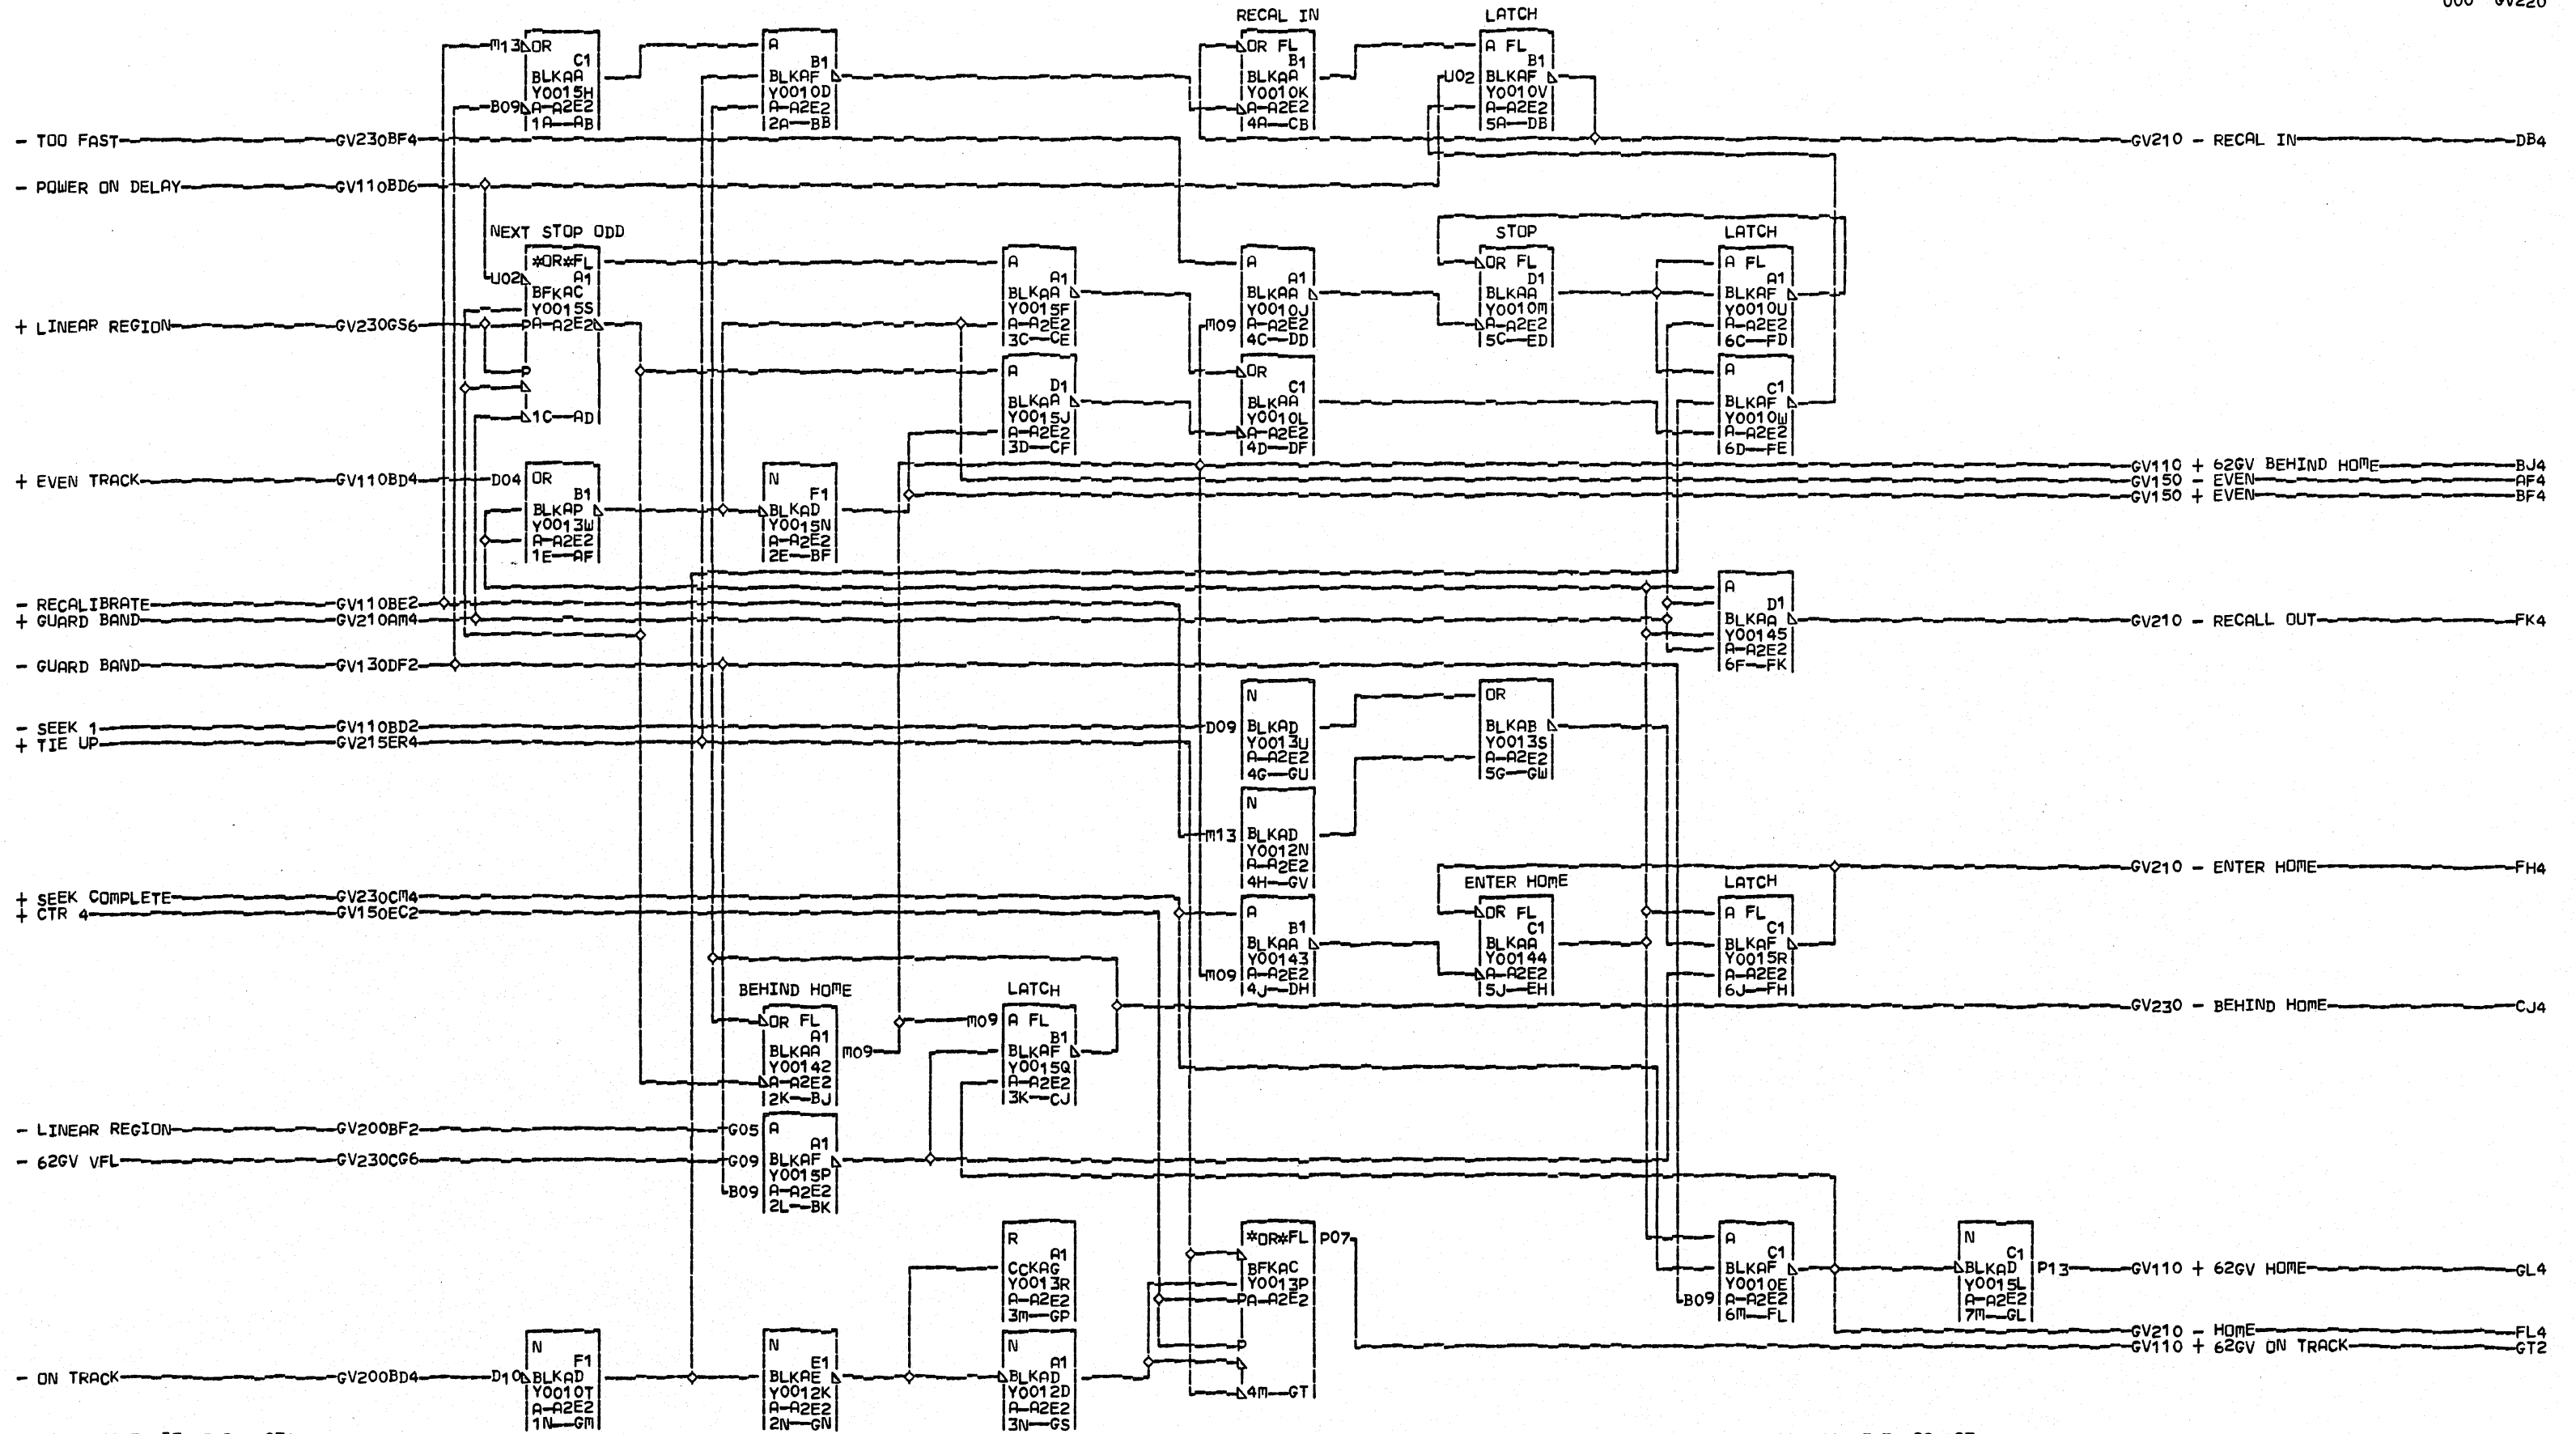 000 GV220
RECAL IN
LATCH
M13 OR
C1
BLKAA
Y0015H
B09 A-A2E2
1A—AB
A
B1
BLKAF
Y0010D
A-A2E2
2A—BB
OR FL
B1
BLKAA
Y0010K
A-A2E2
4A—CB
A FL
B1
U02 BLKAF
Y0010V
A-A2E2
5A—DB
- TOO FAST GV230BF4
GV210 - RECAL IN DB4
- POWER ON DELAY GV110BD6
NEXT STOP ODD
*OR*FL
U02 A1
BFKAC
Y0015S
PA-A2E2
P
1C—AD
A
A1
BLKAA
Y0015F
A-A2E2
3C—CE
A
A1
BLKAA
Y0010J
M09 A-A2E2
4C—DD
STOP
OR FL
D1
BLKAA
Y0010M
A-A2E2
5C—ED
LATCH
A FL
A1
BLKAF
Y0010U
A-A2E2
6C—FD
+ LINEAR REGION GV230GS6
A
D1
BLKAA
Y0015J
A-A2E2
3D—CF
OR
C1
BLKAA
Y0010L
A-A2E2
4D—DF
A
C1
BLKAF
Y0010W
A-A2E2
6D—FE
GV110 + 62GV BEHIND HOME BJ4
GV150 - EVEN AF4
GV150 + EVEN BF4
+ EVEN TRACK GV110BD4 D04 OR
B1
BLKAP
Y0013W
A-A2E2
1E—AF
N
F1
BLKAD
Y0015N
A-A2E2
2E—BF
- RECALIBRATE GV110BE2
+ GUARD BAND GV210AM4
- GUARD BAND GV130DF2
A
D1
BLKAA
Y00145
A-A2E2
6F—FK
GV210 - RECALL OUT FK4
- SEEK 1 GV110BD2
+ TIE UP GV215ER4
N
D09 BLKAD
Y0013U
A-A2E2
4G—GU
OR
BLKAB
Y0013S
A-A2E2
5G—GW
N
M13 BLKAD
Y0012N
A-A2E2
4H—GV
GV210 - ENTER HOME FH4
+ SEEK COMPLETE GV230CM4
+ CTR 4 GV150EC2
A
B1
BLKAA
Y00143
M09 A-A2E2
4J—DH
ENTER HOME
OR FL
C1
BLKAA
Y00144
A-A2E2
5J—EH
LATCH
A FL
C1
BLKAF
Y0015R
A-A2E2
6J—FH
BEHIND HOME
OR FL
A1
BLKAA M09
Y00142
A-A2E2
2K—BJ
LATCH
M09 A FL
B1
BLKAF
Y0015Q
A-A2E2
3K—CJ
GV230 - BEHIND HOME CJ4
- LINEAR REGION GV200BF2
- 62GV VFL GV230CG6
G05 A
A1
G09 BLKAF
Y0015P
B09 A-A2E2
2L—BK
R
A1
CCKAG
Y0013R
A-A2E2
3M—GP
*OR*FL P07
BFKAC
Y0013P
PA-A2E2
P
4M—GT
A
C1
BLKAF
Y0010E
B09 A-A2E2
6M—FL
N
C1
BLKAD P13
Y0015L
A-A2E2
7M—GL
GV110 + 62GV HOME GL4
GV210 - HOME FL4
GV110 + 62GV ON TRACK GT2
- ON TRACK GV200BD4
N
F1
D10 BLKAD
Y0010T
A-A2E2
1N—GM
N
E1
BLKAE
Y0012K
A-A2E2
2N—GN
N
A1
BLKAD
Y0012D
A-A2E2
3N—GS